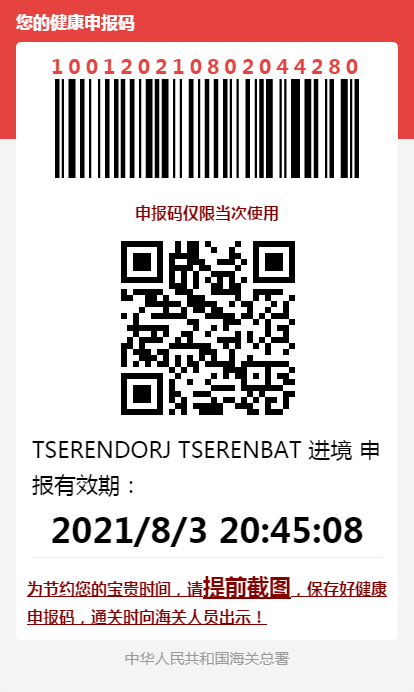 您的健康申报码
100120210802044280
申报码仅限当次使用
TSERENDORJ TSERENBAT 进境 申
报有效期：
2021/8/3 20:45:08
为节约您的宝贵时间，请提前截图，保存好健康
申报码，通关时向海关人员出示！
中华人民共和国海关总署